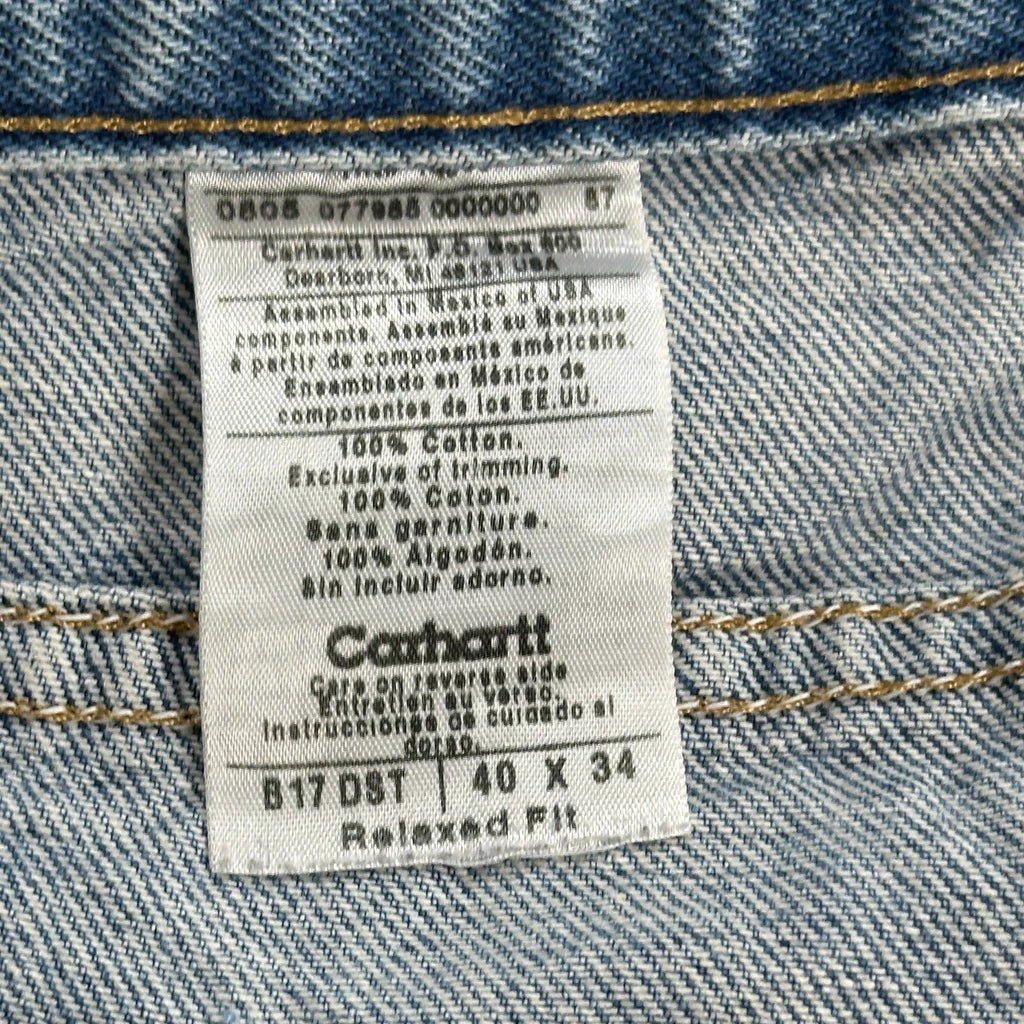 0805 077985 0000000 57
Carhartt Inc, P.O. Box 600
Dearborn, MI 48121 USA
Assembled in Mexico of USA
components. Assemblé au Mexique
à partir de composants américans.
Ensamblado en México de
componentes de los EE.UU.
100% Cotton.
Exclusive of trimming.
100% Coton.
Sans garniture.
100% Algodón.
Sin incluir adorno.
Carhartt
Care on reverse side
Entretien au verso.
Instrucciones de cuidado al
dorso.
B17 DST 40 X 34
Relaxed Fit